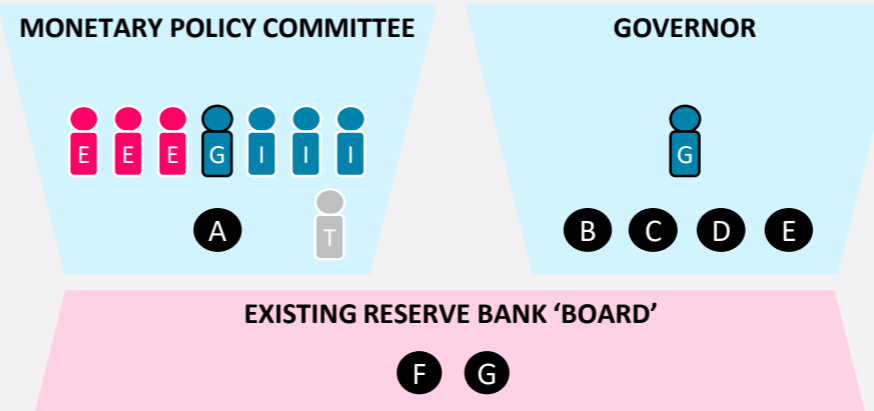 MONETARY POLICY COMMITTEE
GOVERNOR
E E E G I I I
G
A
T
B C D E
EXISTING RESERVE BANK ‘BOARD’
F G